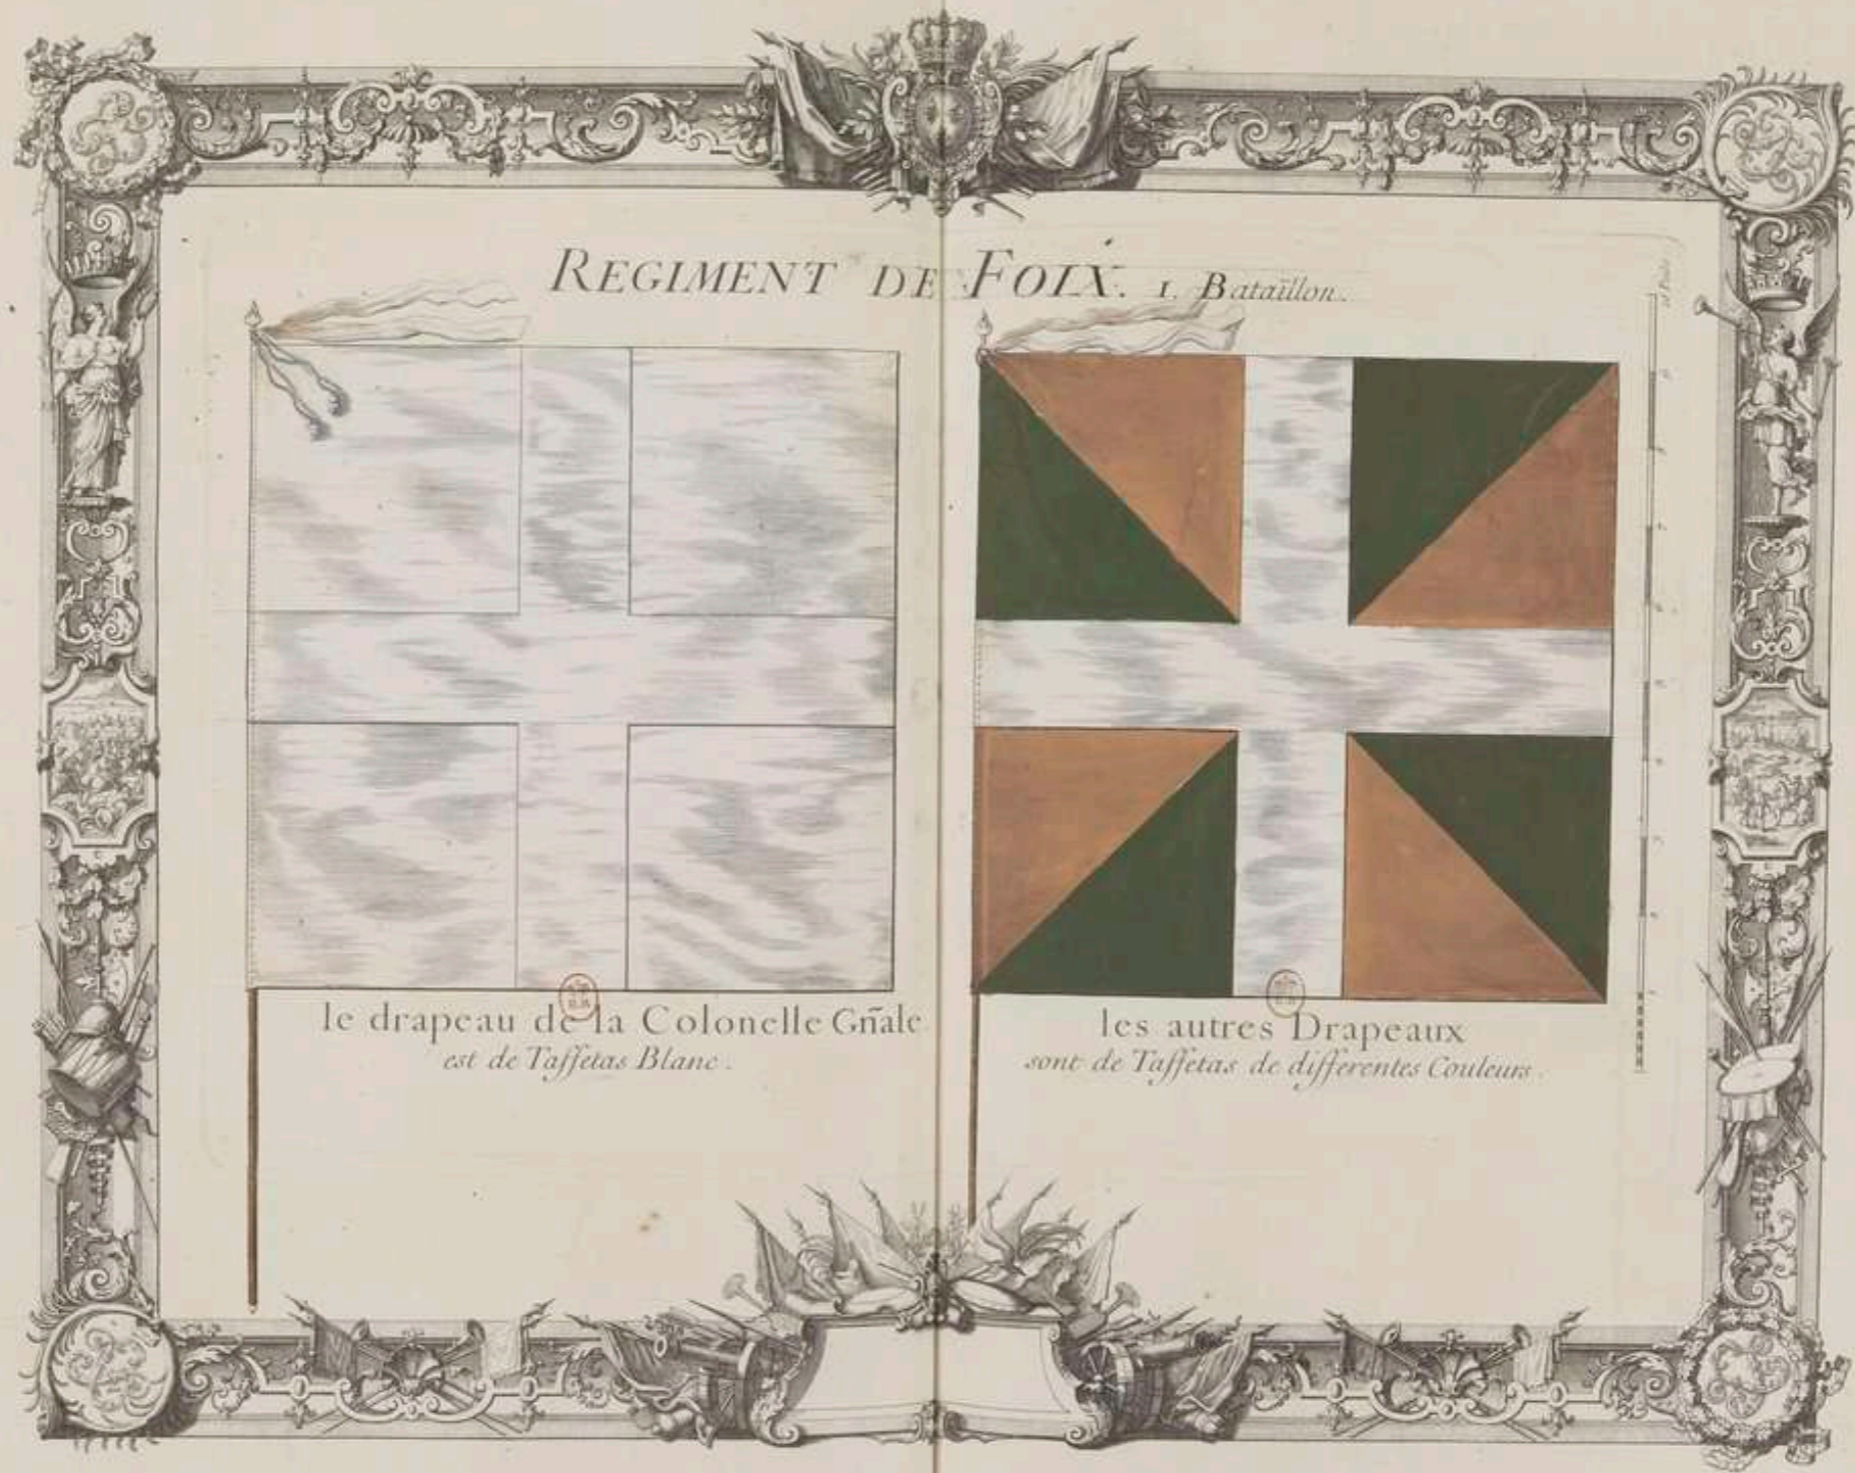 REGIMENT DE FOIX. 1. Bataillon.
le drapeau de la Colonelle Gñale
est de Taffetas Blanc.
les autres Drapeaux
sont de Taffetas de differentes Couleurs.